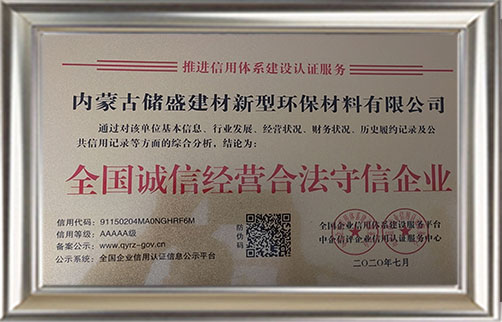 推进信用体系建设认证服务
内蒙古储盛建材新型环保材料有限公司
通过对该单位基本信息、行业发展、经营状况、财务状况、历史履约记录及公
共信用记录等方面的综合分析，结论为：
全国诚信经营合法守信企业
信用代码：91150204MA0NGHRF6M
信用等级：AAAAA级
备案公示：www.qyrz-gov.cn
公示系统：全国企业信用认证信息公示平台
防伪码
全国企业信用体系建设服务平台
中企信评企业信用认证服务中心
二〇二〇年七月